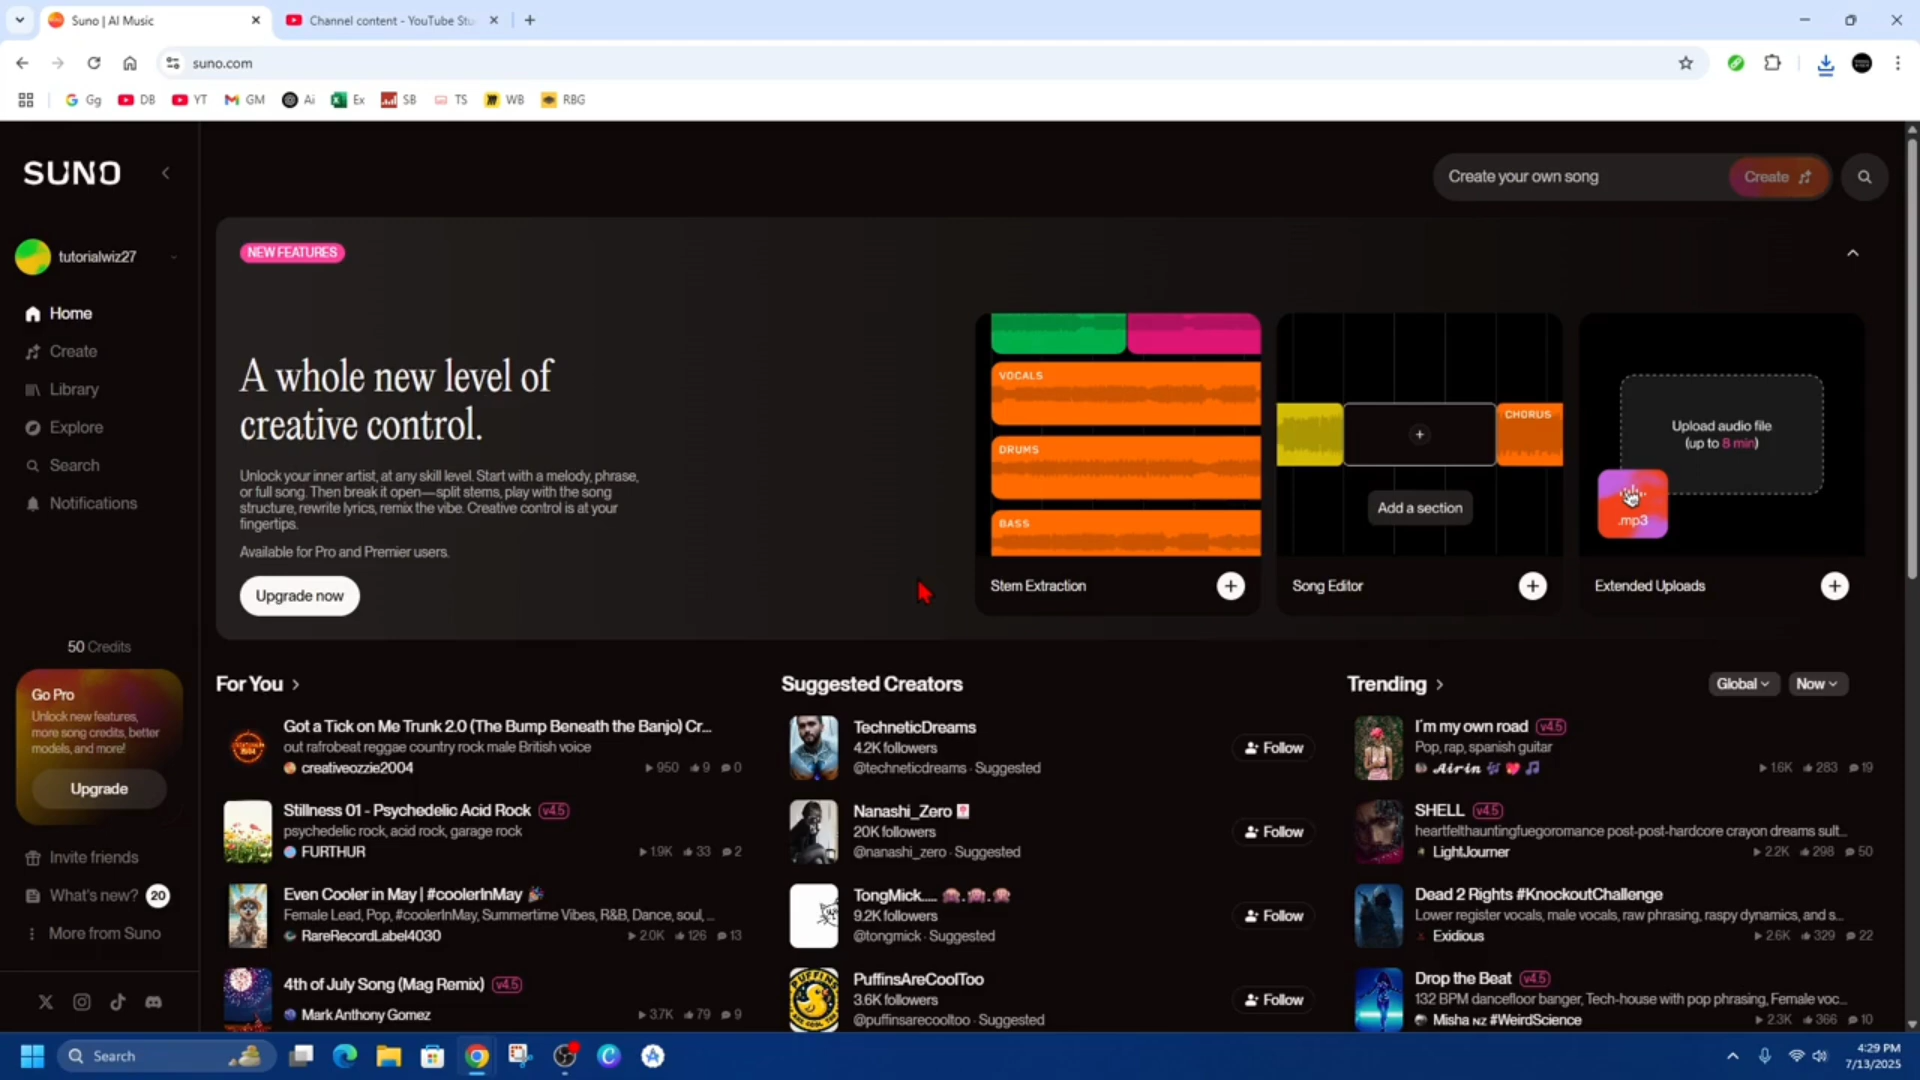 Suno | AI Music
Channel content - YouTube Stu
suno.com
Gg
DB
YT
GM
Ai
Ex
SB
TS
WB
RBG
SUNO
Create your own song
Create
tutorialwiz27
Home
Create
Library
Explore
Search
Notifications
NEW FEATURES
A whole new level of
creative control.
Unlock your inner artist, at any skill level. Start with a melody, phrase,
or full song. Then break it open—split stems, play with the song
structure, rewrite lyrics, remix the vibe. Creative control is at your
fingertips.
Available for Pro and Premier users.
Upgrade now
VOCALS
DRUMS
BASS
Stem Extraction
CHORUS
Add a section
Song Editor
Upload audio file
(up to 8 min)
.mp3
Extended Uploads
50 Credits
Go Pro
Unlock new features,
more song credits, better
models, and more!
Upgrade
Invite friends
What's new? 20
More from Suno
For You
Got a Tick on Me Trunk 2.0 (The Bump Beneath the Banjo) Cr...
out rafrobeat reggae country rock male British voice
creativeozzie2004 950 9 0
Stillness 01 - Psychedelic Acid Rock v4.5
psychedelic rock, acid rock, garage rock
FURTHUR 1.9K 33 2
Even Cooler in May | #coolerInMay
Female Lead, Pop, #coolerInMay, Summertime Vibes, R&B, Dance, soul, ...
RareRecordLabel4030 2.0K 126 13
4th of July Song (Mag Remix) v4.5
Mark Anthony Gomez 3.7K 79 9
Suggested Creators
TechneticDreams
4.2K followers
@techneticdreams · Suggested
Follow
Nanashi_Zero
20K followers
@nanashi_zero · Suggested
Follow
TongMick.....
9.2K followers
@tongmick · Suggested
Follow
PUFFINS
PuffinsAreCoolToo
3.6K followers
@puffinsarecooltoo · Suggested
Follow
Trending
Global
Now
I'm my own road v4.5
Pop, rap, spanish guitar
Airin 1.6K 283 19
SHELL v4.5
heartfelthauntingfuegoromance post-post-hardcore crayon dreams sult...
LightJourner 2.2K 298 50
Dead 2 Rights #KnockoutChallenge
Lower register vocals, male vocals, raw phrasing, raspy dynamics, and s...
Exidious 2.6K 329 22
Drop the Beat v4.5
132 BPM dancefloor banger, Tech-house with pop phrasing, Female voc...
Misha NZ #WeirdScience 2.3K 366 10
Search
4:29 PM
7/13/2025